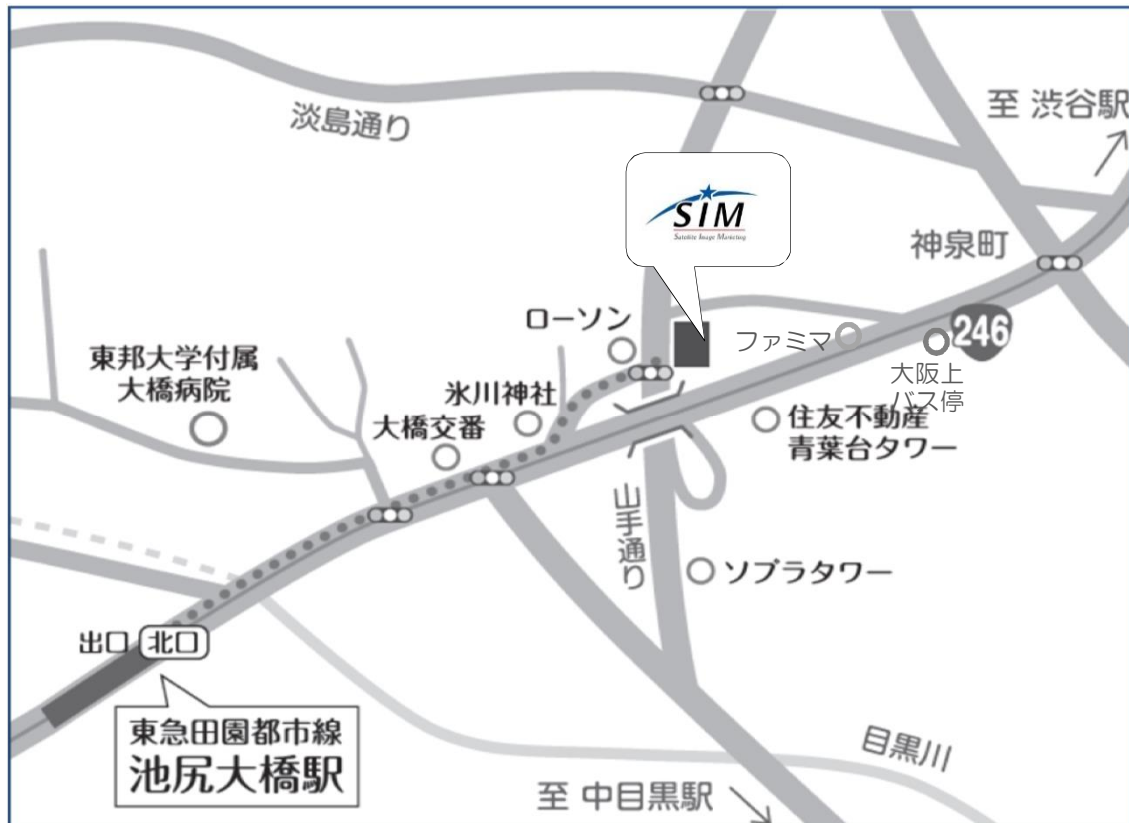 淡島通り
至 渋谷駅
SIM
Satellite Image Marketing
神泉町
ローソン
ファミマ
246
大阪上
バス停
東邦大学付属
大橋病院
氷川神社
大橋交番
住友不動産
青葉台タワー
山手通り
ソプラタワー
出口 北口
東急田園都市線
池尻大橋駅
目黒川
至 中目黒駅